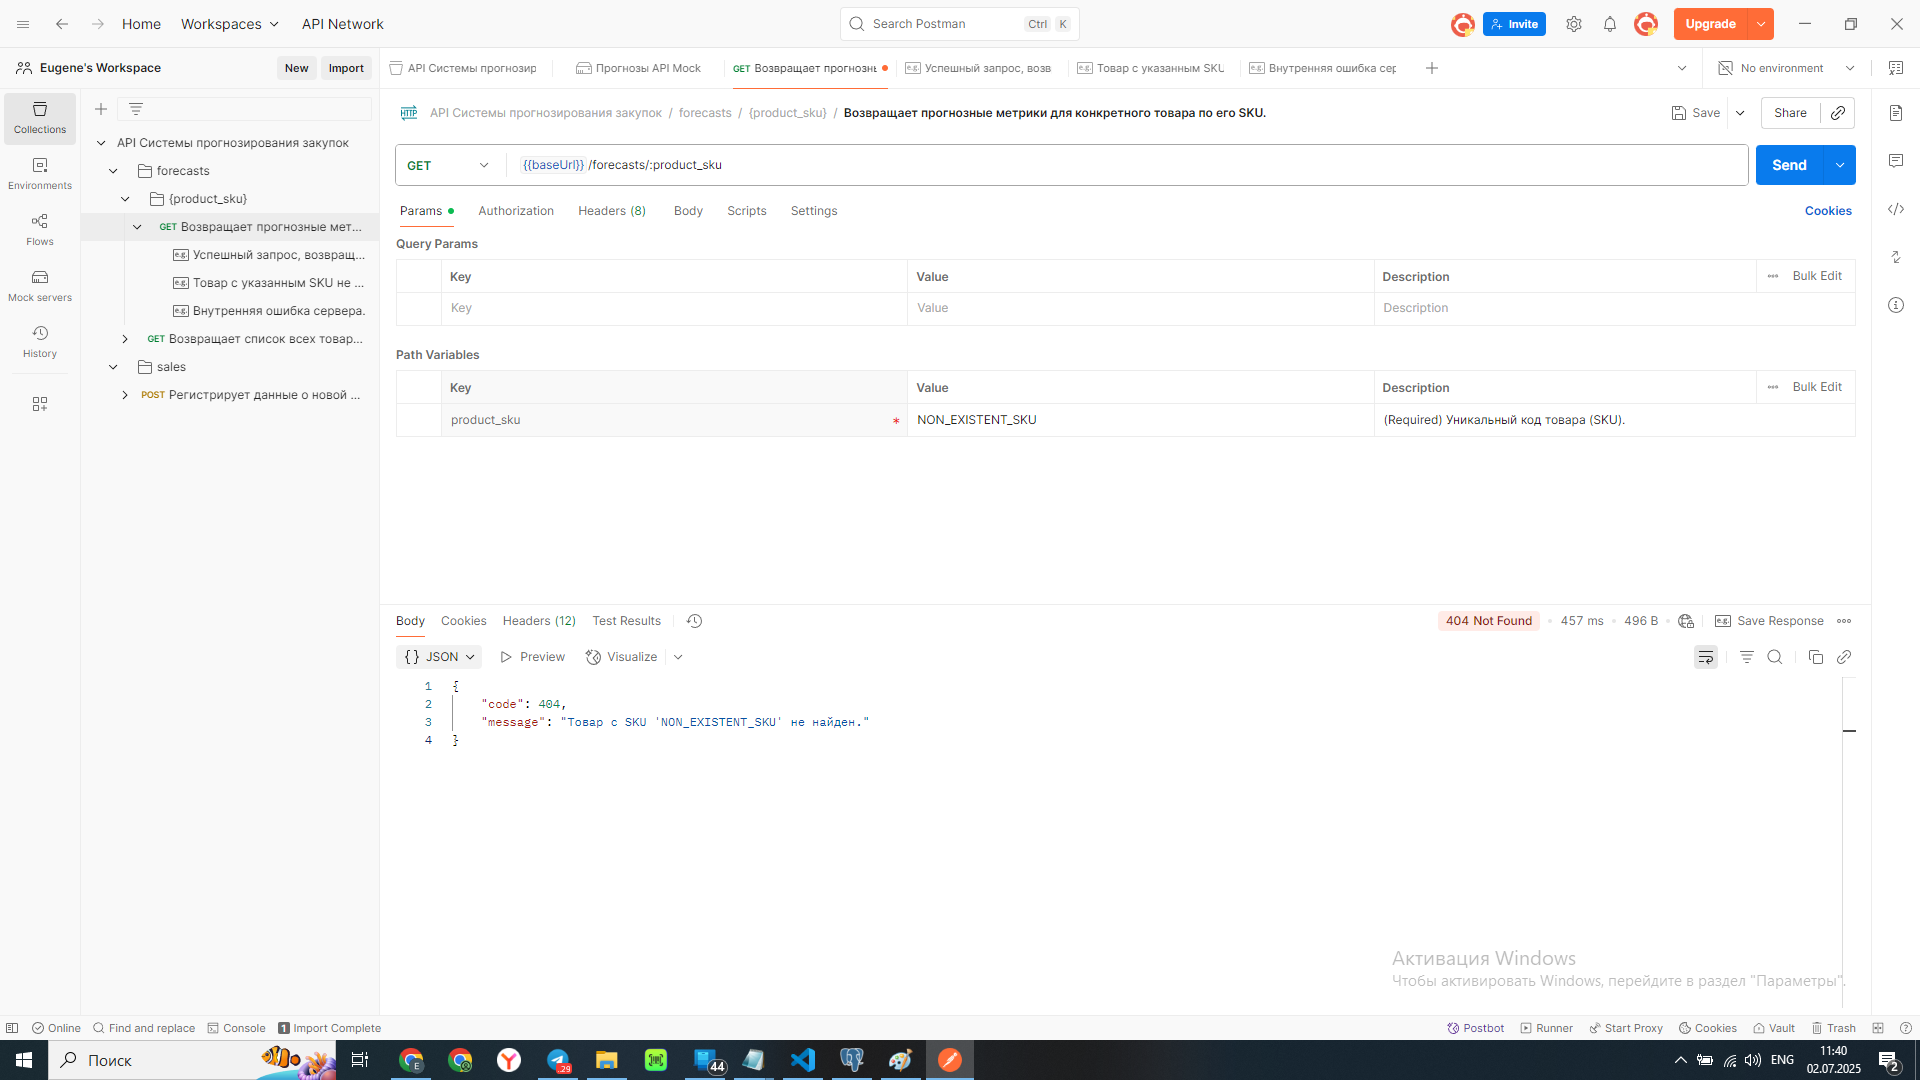 Home
Workspaces
API Network
Search Postman
Ctrl
K
Invite
Upgrade
Eugene's Workspace
New
Import
API Системы прогнозир
Прогнозы API Mock
GET Возвращает прогнозны
e.g. Успешный запрос, возв
e.g. Товар с указанным SKU
e.g. Внутренняя ошибка сер
No environment
Collections
Environments
Flows
Mock servers
History
API Системы прогнозирования закупок
forecasts
{product_sku}
GET Возвращает прогнозные мет...
e.g. Успешный запрос, возвращ...
e.g. Товар с указанным SKU не ...
e.g. Внутренняя ошибка сервера.
GET Возвращает список всех товар...
sales
POST Регистрирует данные о новой ...
HTTP
API Системы прогнозирования закупок / forecasts / {product_sku} / Возвращает прогнозные метрики для конкретного товара по его SKU.
Save
Share
GET
{{baseUrl}} /forecasts/:product_sku
Send
Params
Authorization
Headers (8)
Body
Scripts
Settings
Cookies
Query Params
Key
Value
Description
Bulk Edit
Key
Value
Description
Path Variables
Key
Value
Description
Bulk Edit
product_sku *
NON_EXISTENT_SKU
(Required) Уникальный код товара (SKU).
Body
Cookies
Headers (12)
Test Results
404 Not Found
457 ms
496 B
e.g. Save Response
{} JSON
Preview
Visualize
1 {
2 "code": 404,
3 "message": "Товар с SKU 'NON_EXISTENT_SKU' не найден."
4 }
Активация Windows
Чтобы активировать Windows, перейдите в раздел "Параметры".
Online
Find and replace
Console
1 Import Complete
Postbot
Runner
Start Proxy
Cookies
Vault
Trash
Поиск
E
.29
44
ENG
11:40
02.07.2025
2